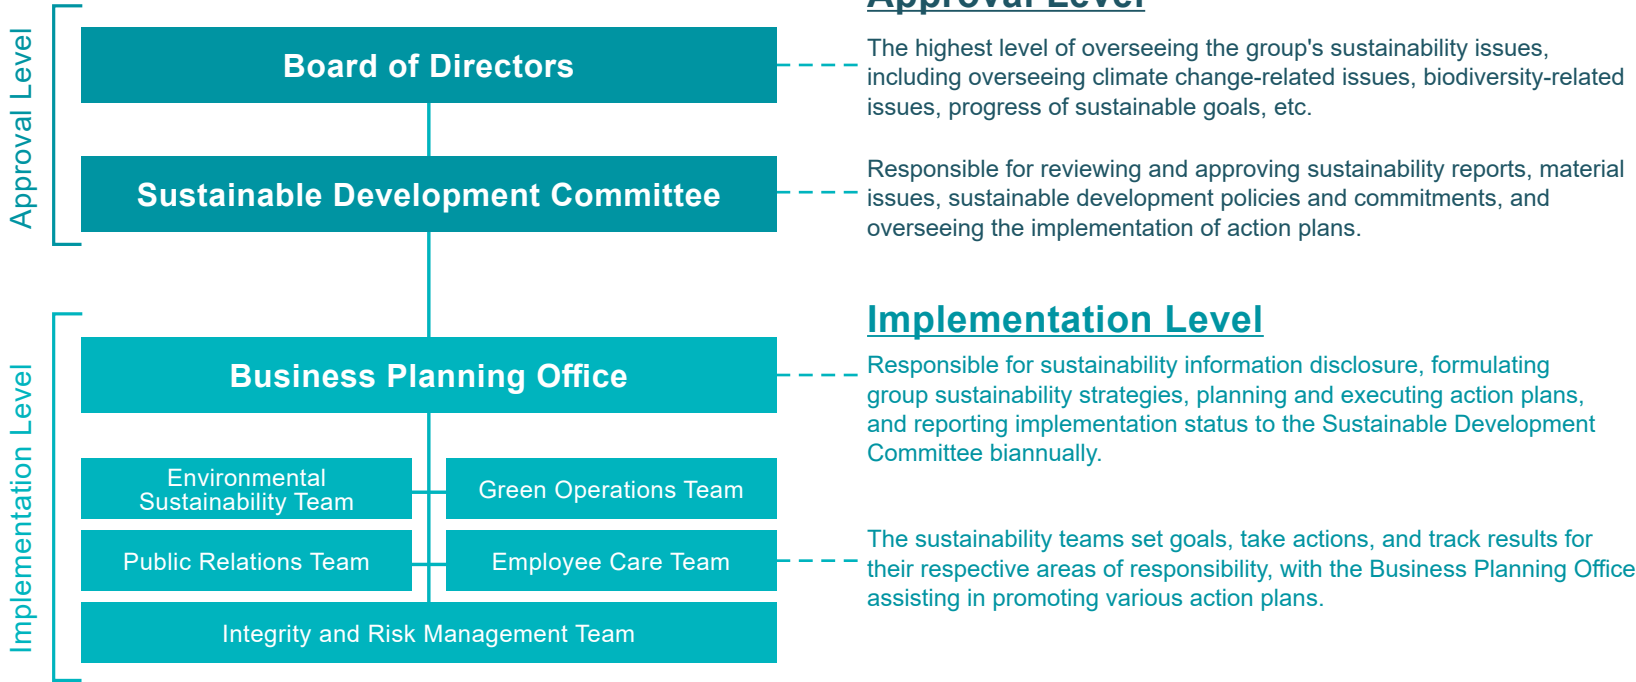 Approval Level
Approval Level
Board of Directors
The highest level of overseeing the group's sustainability issues,
including overseeing climate change-related issues, biodiversity-related
issues, progress of sustainable goals, etc.
Sustainable Development Committee
Responsible for reviewing and approving sustainability reports, material
issues, sustainable development policies and commitments, and
overseeing the implementation of action plans.
Implementation Level
Implementation Level
Business Planning Office
Responsible for sustainability information disclosure, formulating
group sustainability strategies, planning and executing action plans,
and reporting implementation status to the Sustainable Development
Committee biannually.
Environmental
Sustainability Team
Green Operations Team
Public Relations Team
Employee Care Team
The sustainability teams set goals, take actions, and track results for
their respective areas of responsibility, with the Business Planning Office
assisting in promoting various action plans.
Integrity and Risk Management Team